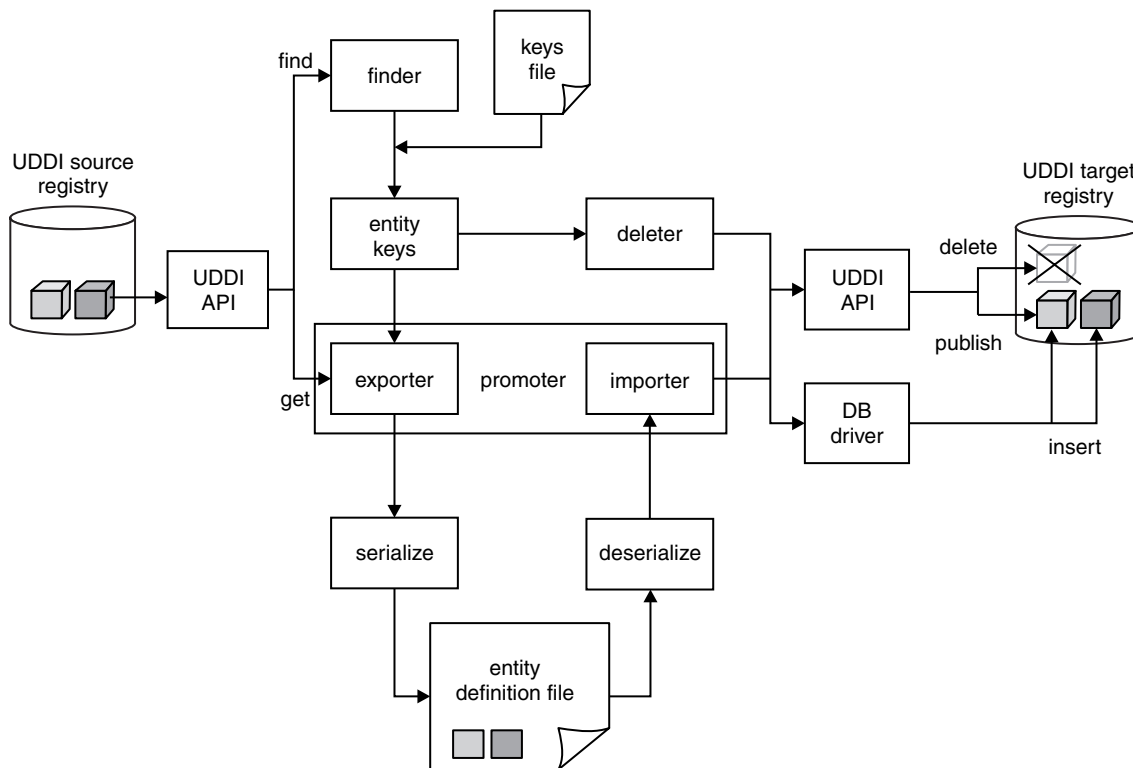 find
finder
keys
file
UDDI source
registry
UDDI target
registry
entity
keys
deleter
delete
UDDI
API
UDDI
API
publish
get
exporter
promoter
importer
DB
driver
insert
serialize
deserialize
entity
definition file